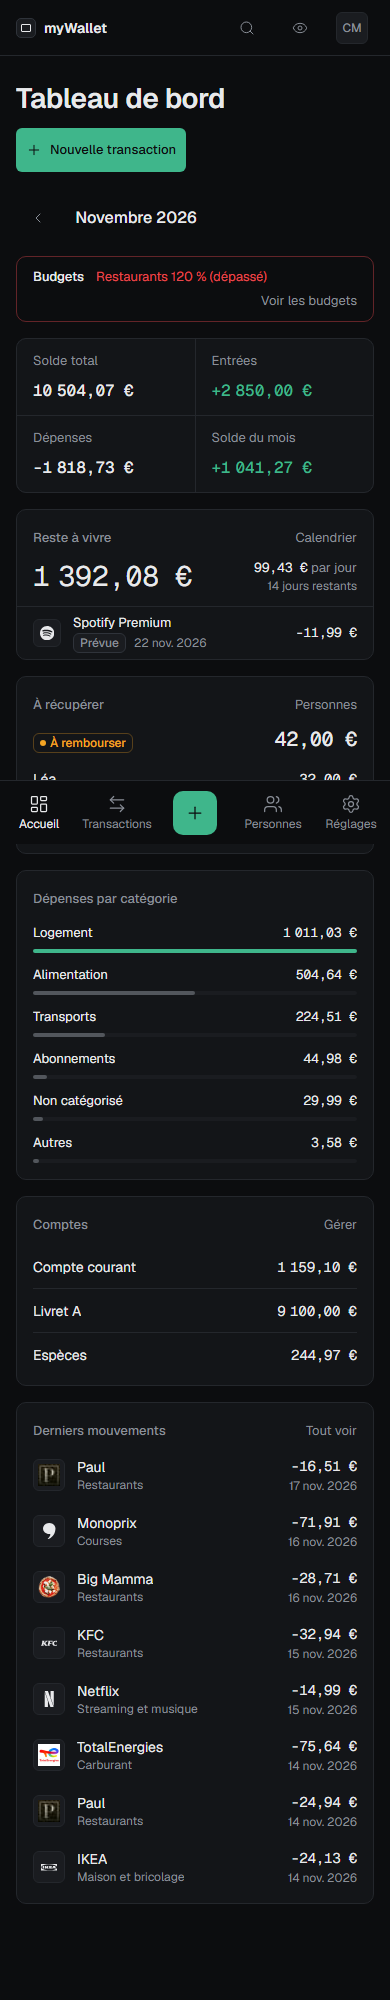 myWallet
CM
Tableau de bord
Nouvelle transaction
Novembre 2026
Budgets Restaurants 120 % (dépassé)
Voir les budgets
Solde total Entrées
10 504,07 € +2 850,00 €
Dépenses Solde du mois
-1 818,73 € +1 041,27 €
Reste à vivre Calendrier
1 392,08 € 99,43 € par jour
14 jours restants
Spotify Premium
Prévue 22 nov. 2026 -11,99 €
À récupérer Personnes
À rembourser 42,00 €
Léa 32,00 €
Accueil Transactions Personnes Réglages
Dépenses par catégorie
Logement 1 011,03 €
Alimentation 504,64 €
Transports 224,51 €
Abonnements 44,98 €
Non catégorisé 29,99 €
Autres 3,58 €
Comptes Gérer
Compte courant 1 159,10 €
Livret A 9 100,00 €
Espèces 244,97 €
Derniers mouvements Tout voir
P Paul -16,51 €
Restaurants 17 nov. 2026
Monoprix -71,91 €
Courses 16 nov. 2026
Big Mamma -28,71 €
Restaurants 16 nov. 2026
KFC KFC -32,94 €
Restaurants 15 nov. 2026
N Netflix -14,99 €
Streaming et musique 15 nov. 2026
TotalEnergies TotalEnergies -75,64 €
Carburant 14 nov. 2026
P Paul -24,94 €
Restaurants 14 nov. 2026
IKEA IKEA -24,13 €
Maison et bricolage 14 nov. 2026